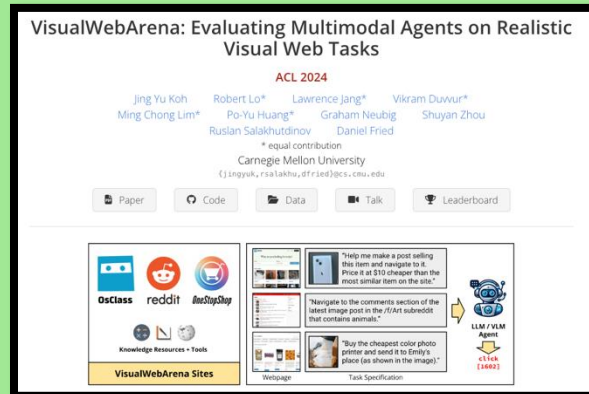 VisualWebArena: Evaluating Multimodal Agents on Realistic
Visual Web Tasks
ACL 2024
Jing Yu Koh Robert Lo* Lawrence Jang* Vikram Duvvur*
Ming Chong Lim* Po-Yu Huang* Graham Neubig Shuyan Zhou
Ruslan Salakhutdinov Daniel Fried
* equal contribution
Carnegie Mellon University
{jingyuk,rsalakhu,dfried}@cs.cmu.edu
Paper Code Data Talk Leaderboard
OsClass reddit OneStopShop
Knowledge Resources + Tools
VisualWebArena Sites
"Help me make a post selling
this item and navigate to it.
Price it at $10 cheaper than the
most similar item on the site."
"Navigate to the comments section of the
latest image post in the /f/Art subreddit
that contains animals."
"Buy the cheapest color photo
printer and send it to Emily's
place (as shown in the image)."
Webpage Task Specification
LLM / VLM
Agent
click
[1602]